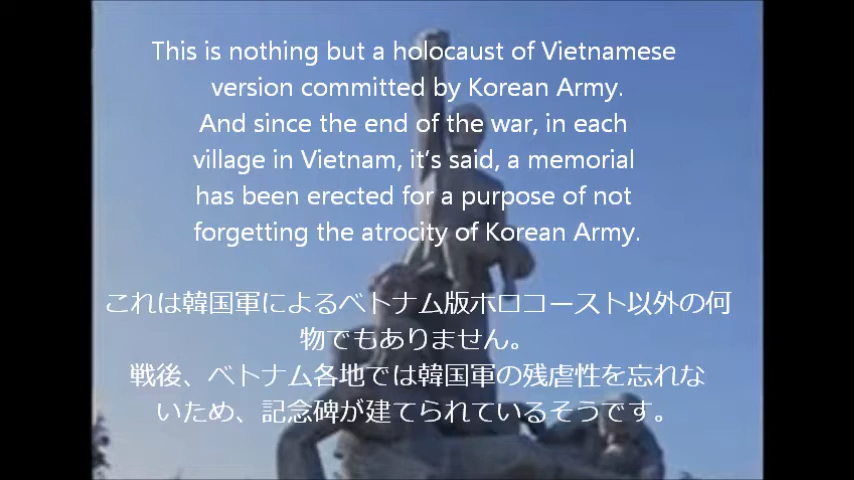 This is nothing but a holocaust of Vietnamese
version committed by Korean Army.
And since the end of the war, in each
village in Vietnam, it’s said, a memorial
has been erected for a purpose of not
forgetting the atrocity of Korean Army.
これは韓国軍によるベトナム版ホロコースト以外の何
物でもありません。
戦後、ベトナム各地では韓国軍の残虐性を忘れな
いため、記念碑が建てられているそうです。